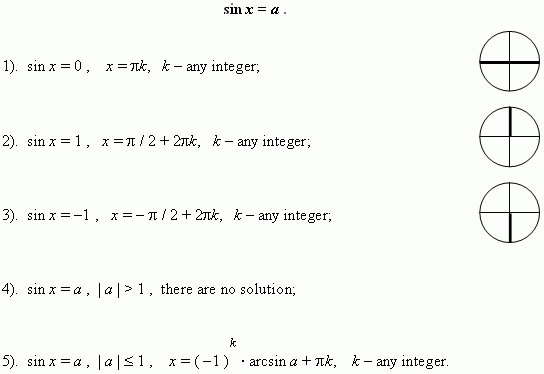 sin x = a .
1). sin x = 0 , x = πk, k – any integer;
2). sin x = 1 , x = π / 2 + 2πk, k – any integer;
3). sin x = –1 , x = – π / 2 + 2πk, k – any integer;
4). sin x = a , | a | > 1 , there are no solution;
5). sin x = a , | a | ≤ 1 , x = ( –1 )ᵏ · arcsin a + πk, k – any integer.